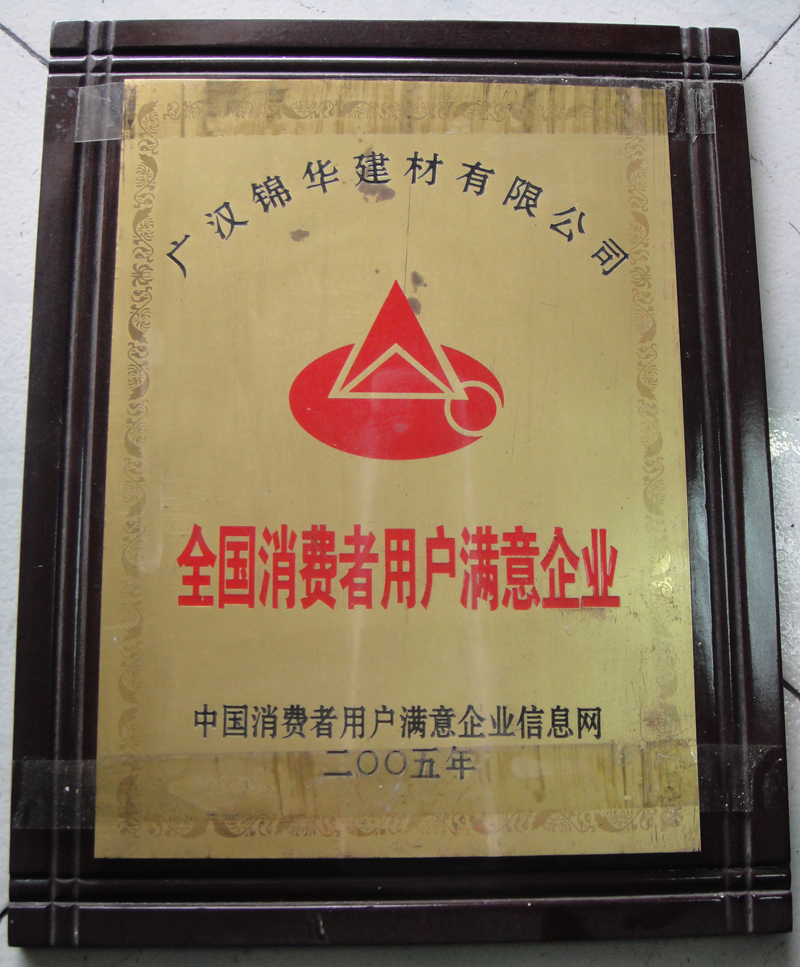 广汉锦华建材有限公司
全国消费者用户满意企业
中国消费者用户满意企业信息网
二〇〇五年